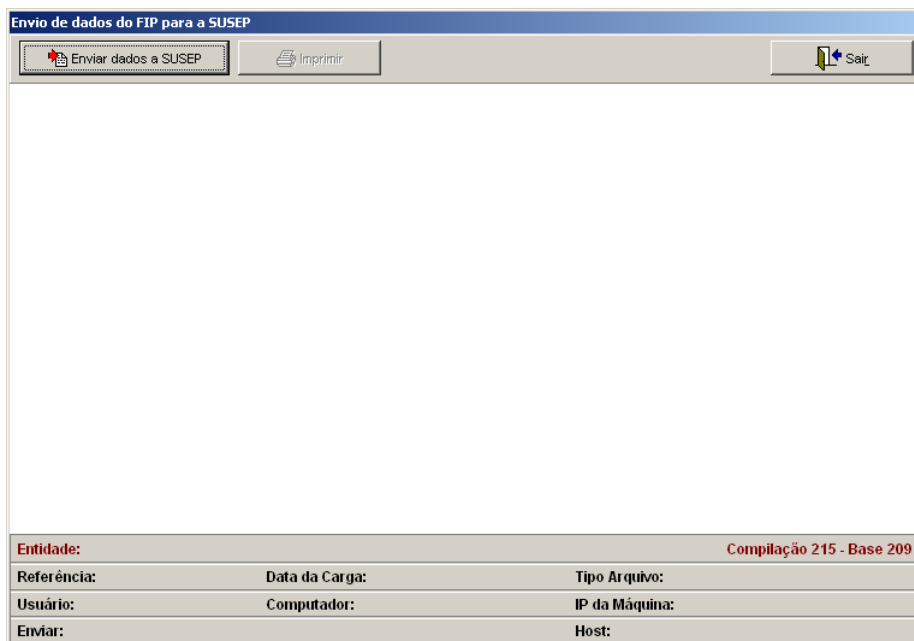 Envio de dados do FIP para a SUSEP
Enviar dados a SUSEP Imprimir Sair
Entidade: Compilação 215 - Base 209
Referência: Data da Carga: Tipo Arquivo:
Usuário: Computador: IP da Máquina:
Enviar: Host: